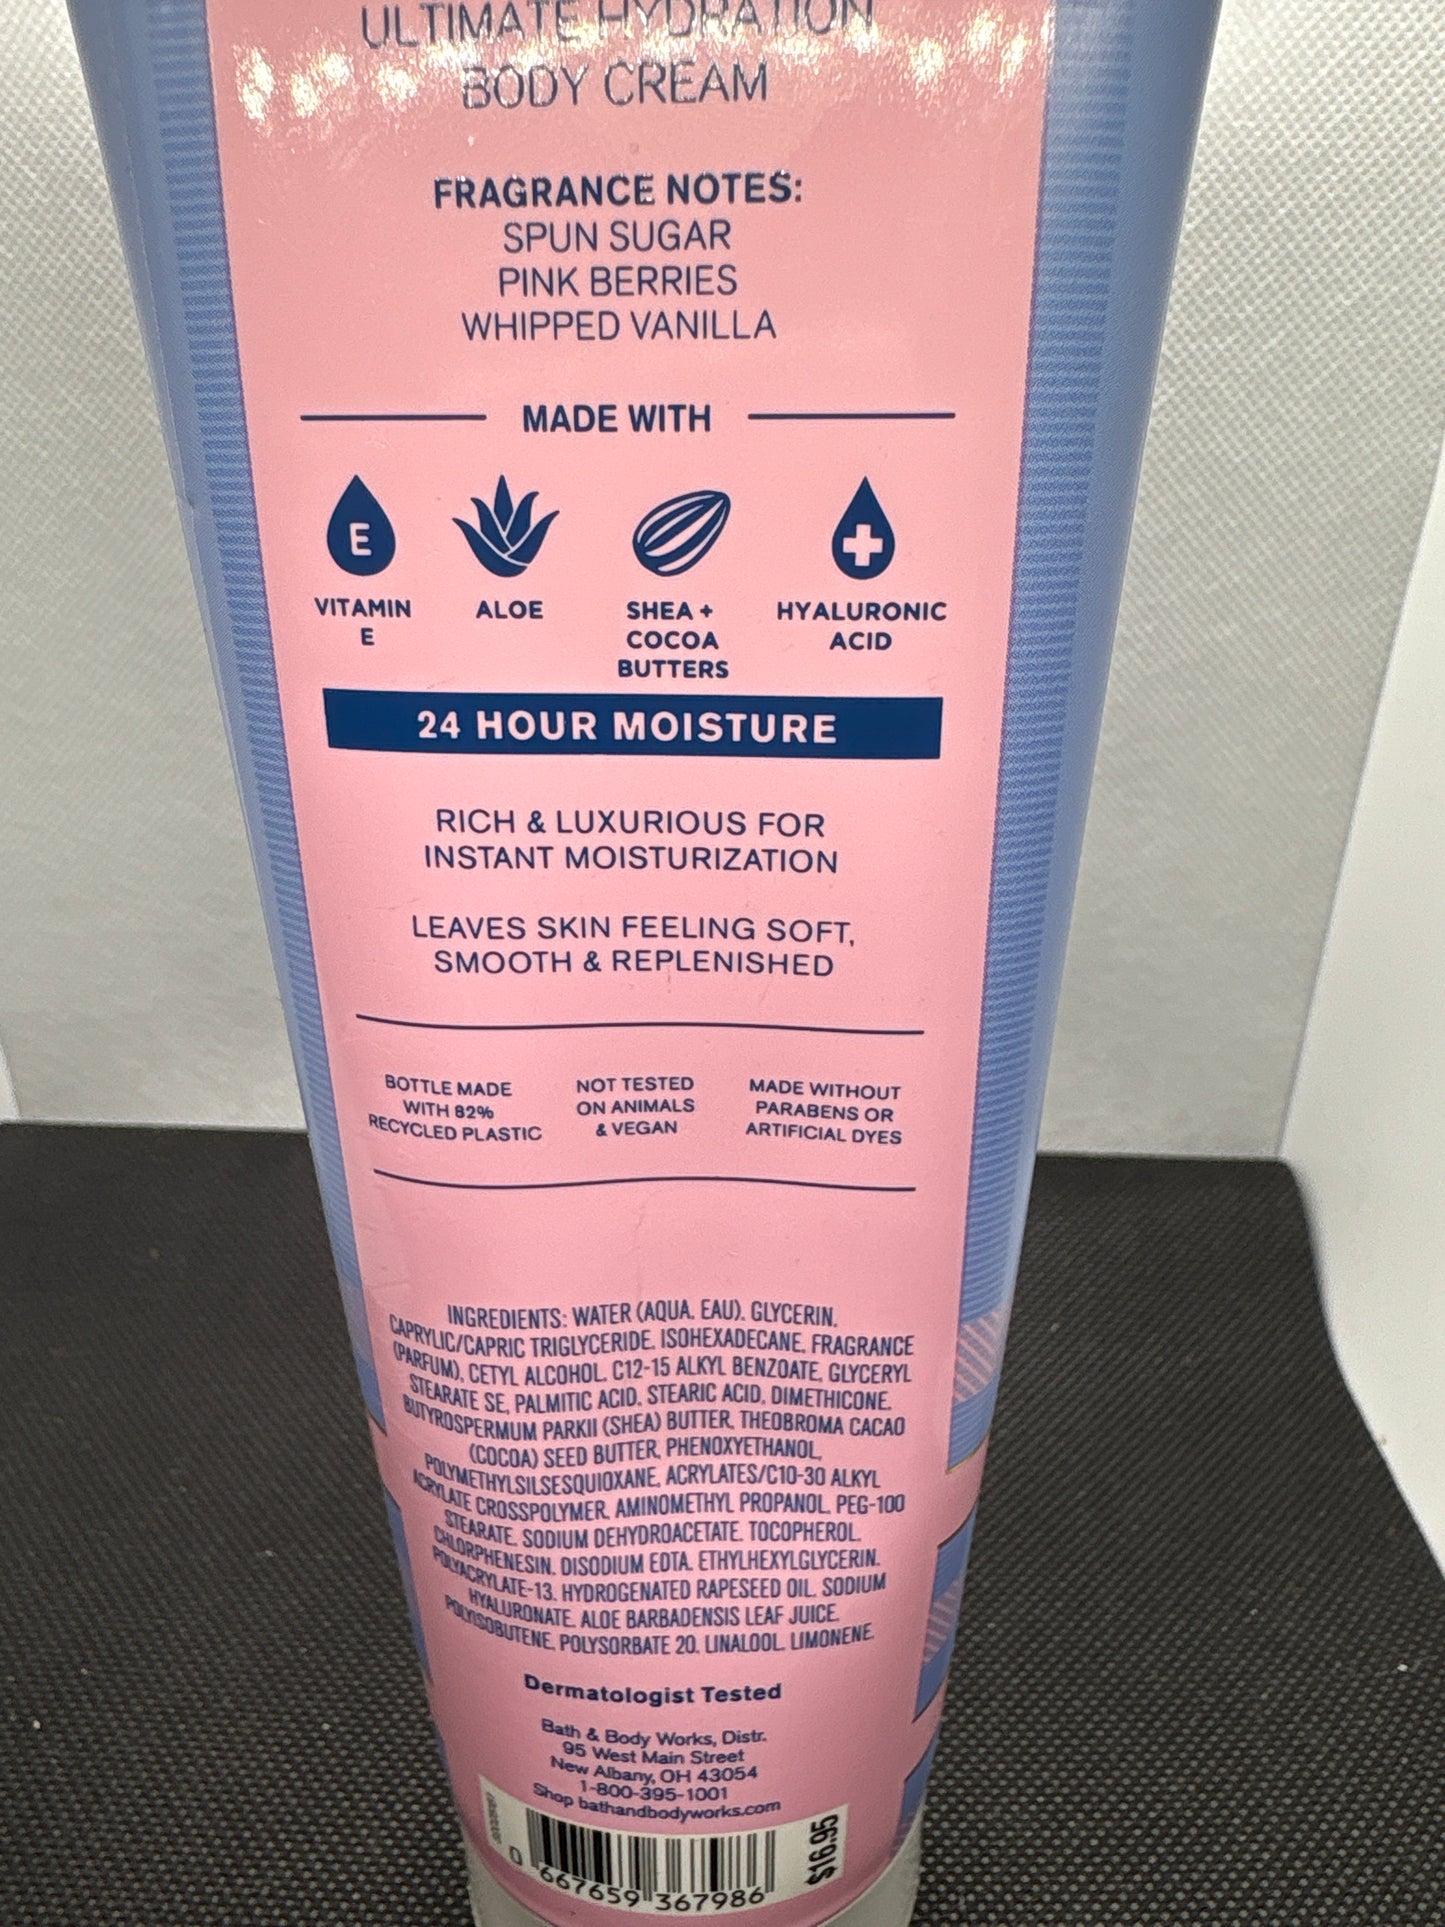 ULTIMATE HYDRATION
BODY CREAM
FRAGRANCE NOTES:
SPUN SUGAR
PINK BERRIES
WHIPPED VANILLA
MADE WITH
E
VITAMIN
E
ALOE
SHEA +
COCOA
BUTTERS
HYALURONIC
ACID
24 HOUR MOISTURE
RICH & LUXURIOUS FOR
INSTANT MOISTURIZATION
LEAVES SKIN FEELING SOFT,
SMOOTH & REPLENISHED
BOTTLE MADE
WITH 82%
RECYCLED PLASTIC
NOT TESTED
ON ANIMALS
& VEGAN
MADE WITHOUT
PARABENS OR
ARTIFICIAL DYES
INGREDIENTS: WATER (AQUA, EAU), GLYCERIN,
CAPRYLIC/CAPRIC TRIGLYCERIDE, ISOHEXADECANE, FRAGRANCE
(PARFUM), CETYL ALCOHOL, C12-15 ALKYL BENZOATE, GLYCERYL
STEARATE SE, PALMITIC ACID, STEARIC ACID, DIMETHICONE,
BUTYROSPERMUM PARKII (SHEA) BUTTER, THEOBROMA CACAO
(COCOA) SEED BUTTER, PHENOXYETHANOL,
POLYMETHYLSILSESQUIOXANE, ACRYLATES/C10-30 ALKYL
ACRYLATE CROSSPOLYMER, AMINOMETHYL PROPANOL, PEG-100
STEARATE, SODIUM DEHYDROACETATE, TOCOPHEROL,
CHLORPHENESIN, DISODIUM EDTA, ETHYLHEXYLGLYCERIN,
POLYACRYLATE-13, HYDROGENATED RAPESEED OIL, SODIUM
HYALURONATE, ALOE BARBADENSIS LEAF JUICE,
POLYISOBUTENE, POLYSORBATE 20, LINALOOL, LIMONENE.
Dermatologist Tested
Bath & Body Works, Distr.
95 West Main Street
New Albany, OH 43054
1-800-395-1001
Shop bathandbodyworks.com
$16.95
0 667659 367986